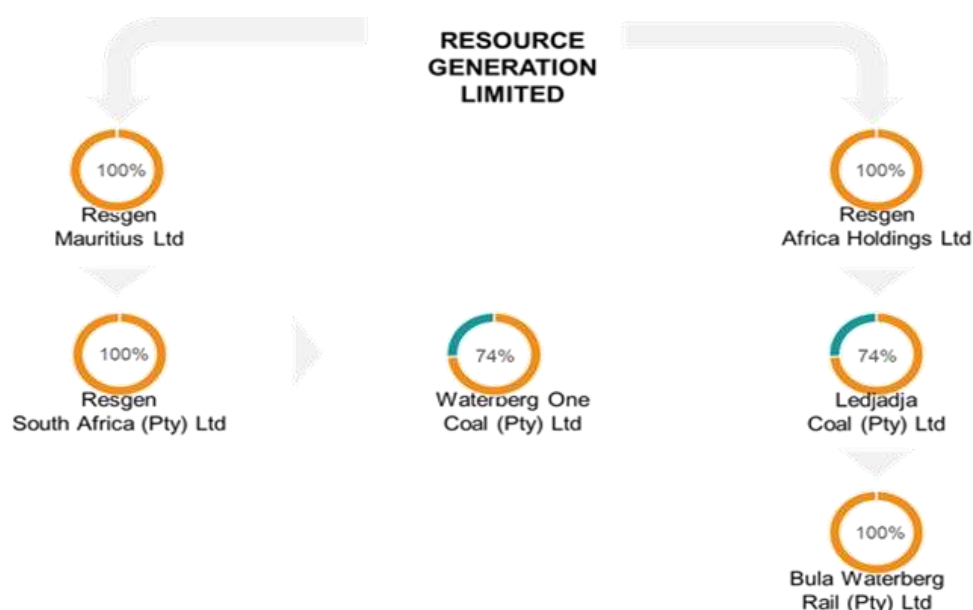 RESOURCE
GENERATION
LIMITED
100%
Resgen
Mauritius Ltd
100%
Resgen
Africa Holdings Ltd
100%
Resgen
South Africa (Pty) Ltd
74%
Waterberg One
Coal (Pty) Ltd
74%
Ledjadja
Coal (Pty) Ltd
100%
Bula Waterberg
Rail (Pty) Ltd